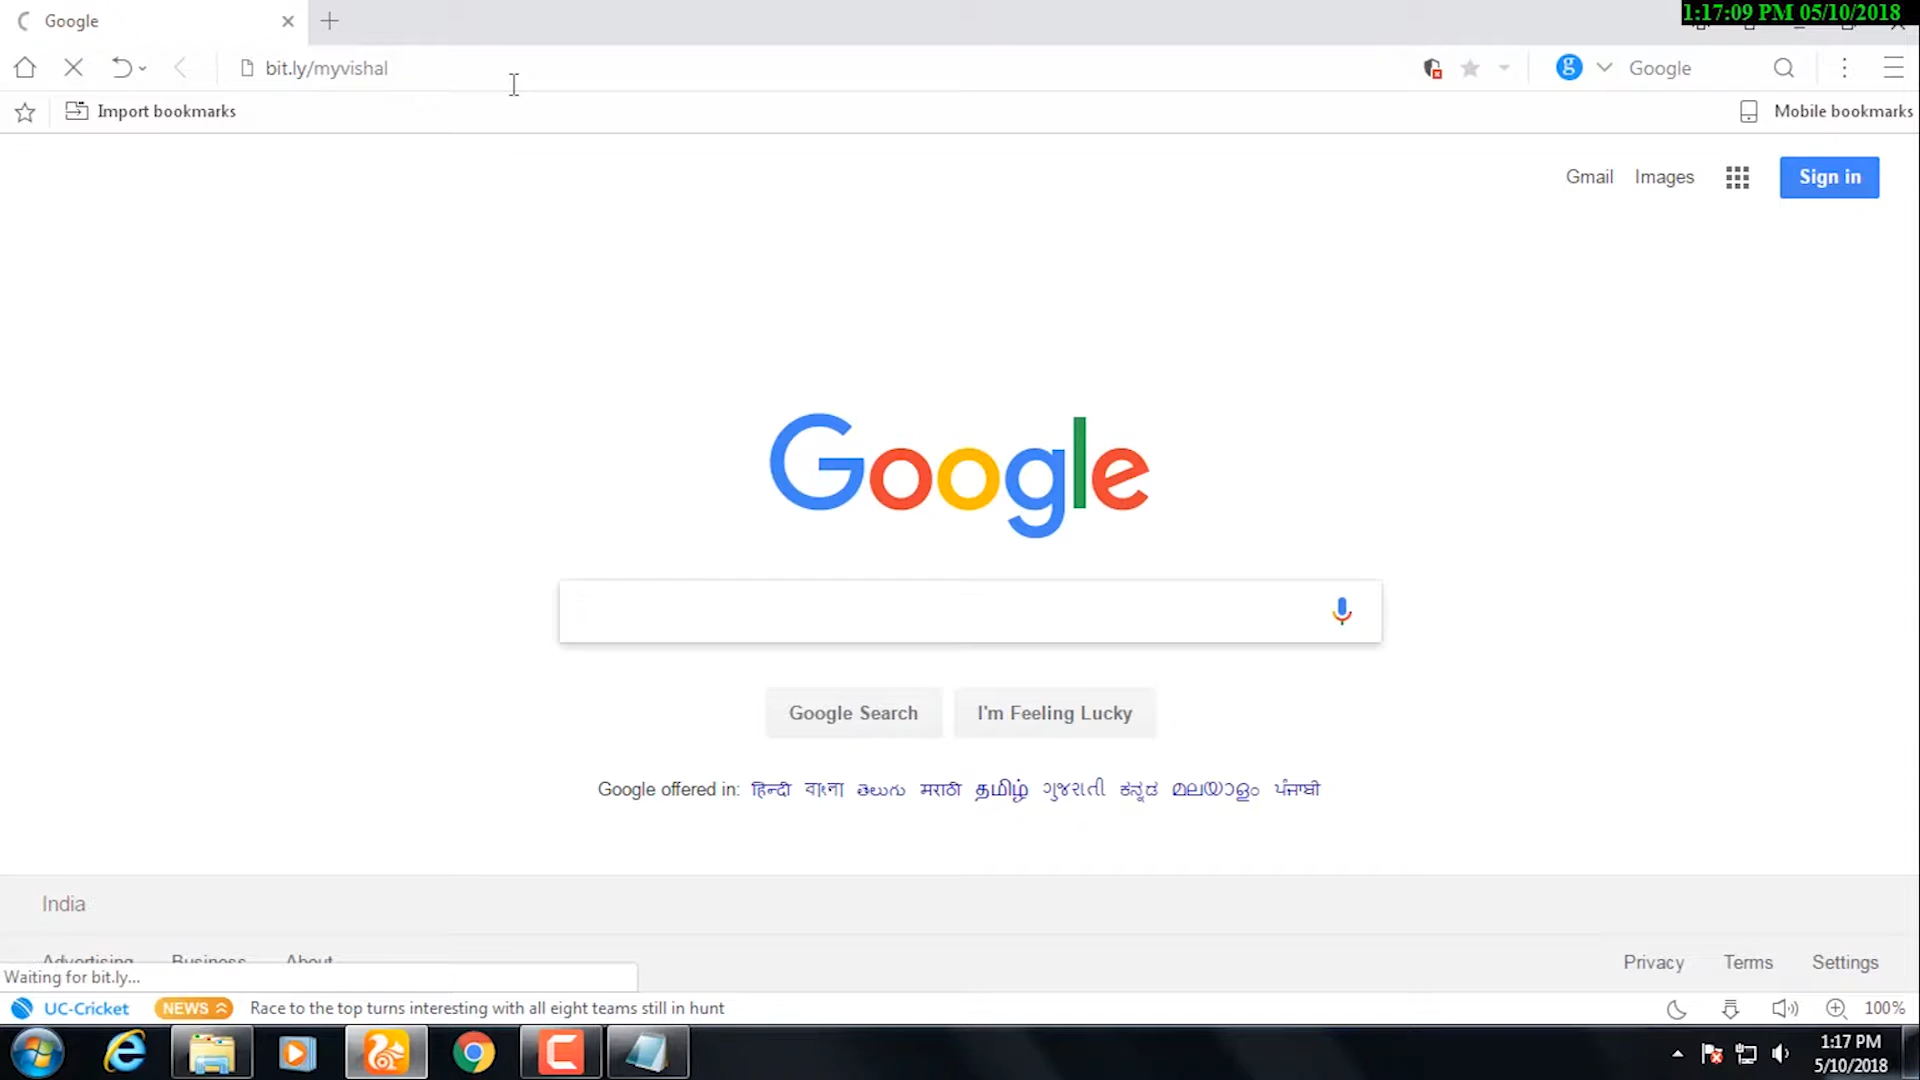 1:17:09 PM 05/10/2018
Google
bit.ly/myvishal
Google
Import bookmarks
Mobile bookmarks
Gmail Images Sign in
Google
Google Search I'm Feeling Lucky
Google offered in: हिन्दी বাংলা తెలుగు मराठी தமிழ் ગુજરાતી ಕನ್ನಡ മലയാളം ਪੰਜਾਬੀ
India
Advertising Business About
Privacy Terms Settings
Waiting for bit.ly...
UC-Cricket NEWS Race to the top turns interesting with all eight teams still in hunt
100%
1:17 PM
5/10/2018